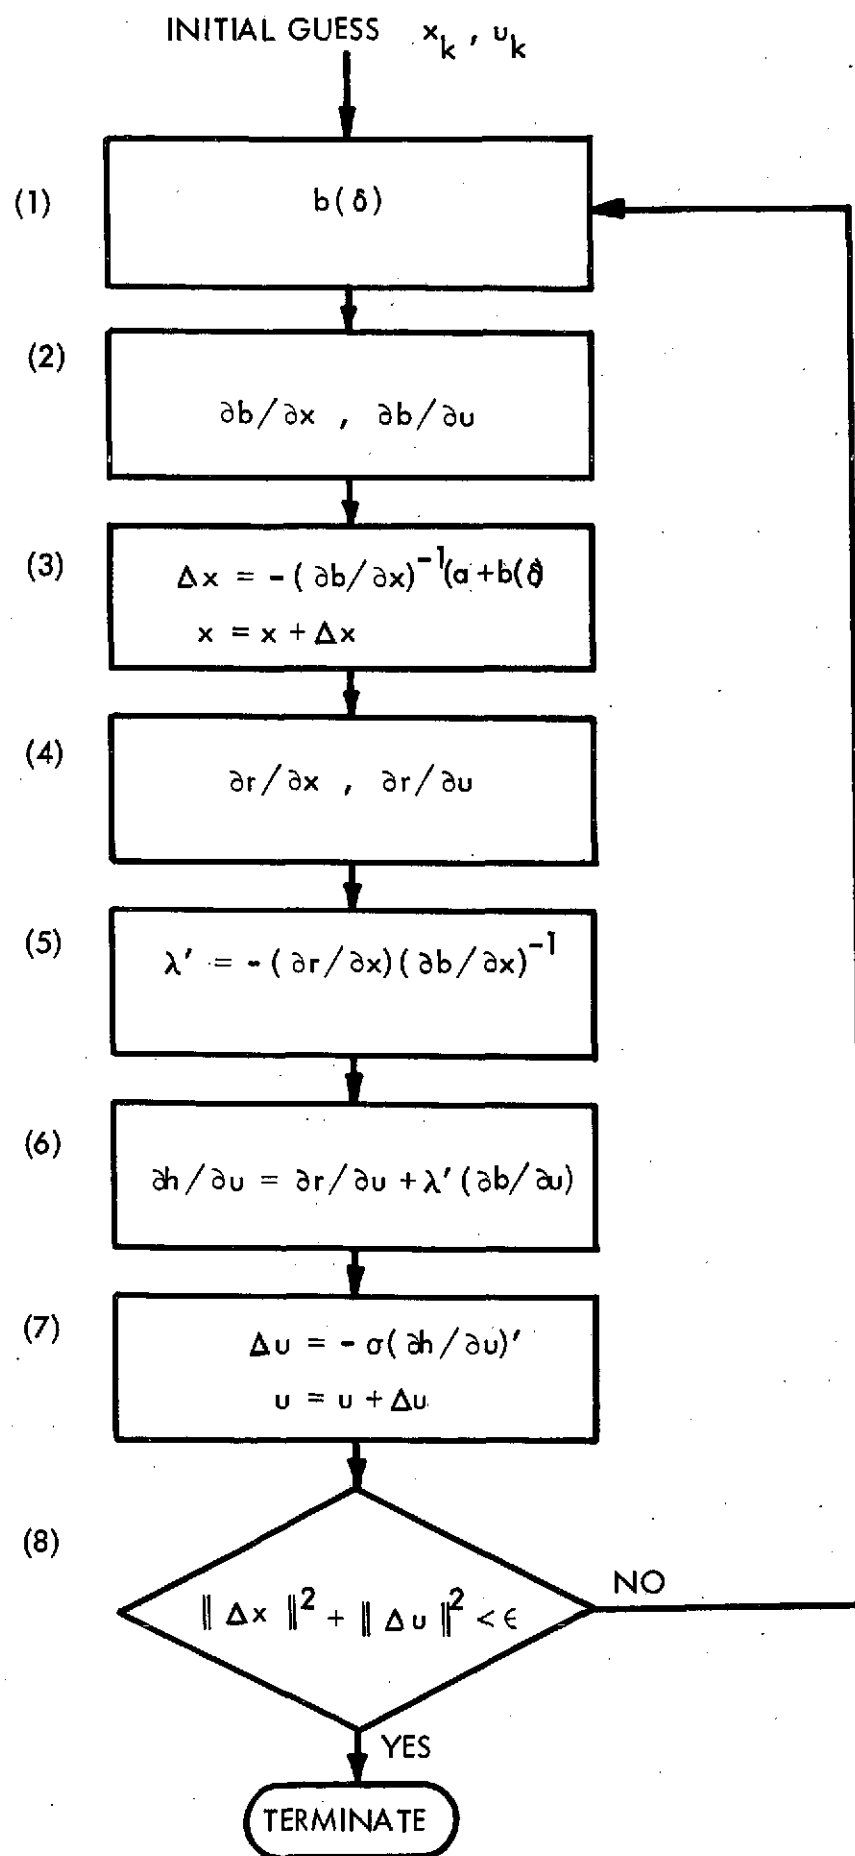 INITIAL GUESS x_k , u_k
(1)
b(δ)
(2)
∂b/∂x , ∂b/∂u
(3)
Δx = -(∂b/∂x)^-1(a+b(δ)
x = x + Δx
(4)
∂r/∂x , ∂r/∂u
(5)
λ′ = -(∂r/∂x)(∂b/∂x)^-1
(6)
∂h/∂u = ∂r/∂u + λ′(∂b/∂u)
(7)
Δu = - σ(∂h/∂u)′
u = u + Δu
(8)
‖ Δx ‖^2 + ‖ Δu ‖^2 < ϵ
NO
YES
TERMINATE